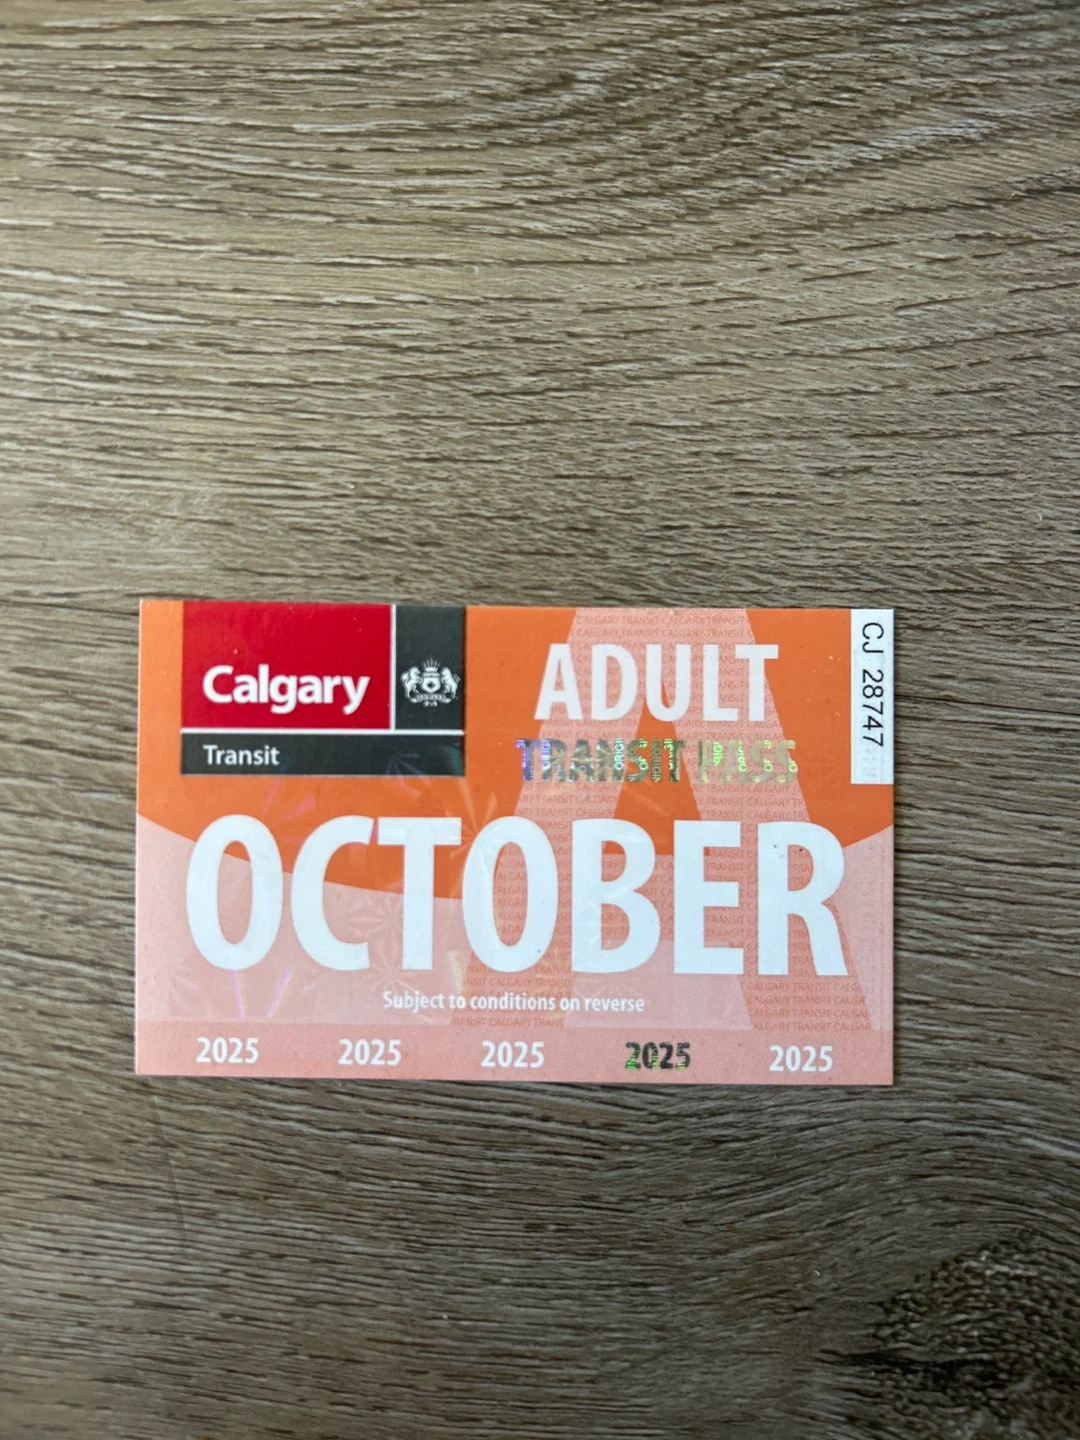 Calgary
Transit
ADULT
TRANSIT PASS
CJ 28747
OCTOBER
Subject to conditions on reverse
2025 2025 2025 2025 2025